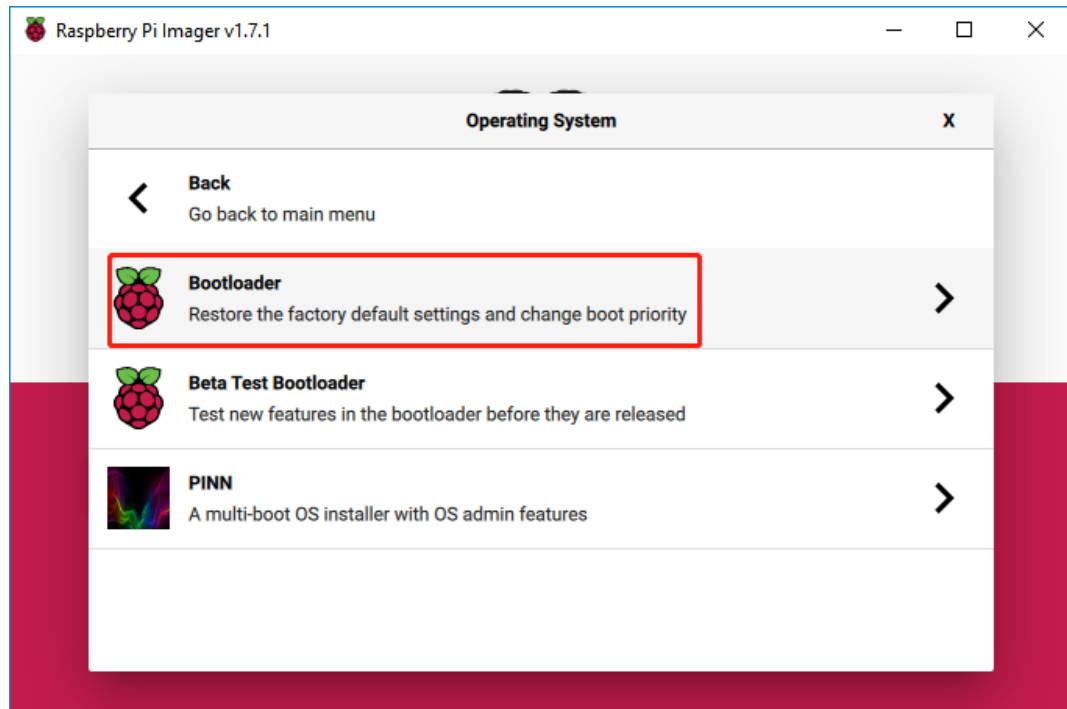 Raspberry Pi Imager v1.7.1
Operating System
X
Back
Go back to main menu
Bootloader
Restore the factory default settings and change boot priority
Beta Test Bootloader
Test new features in the bootloader before they are released
PINN
A multi-boot OS installer with OS admin features